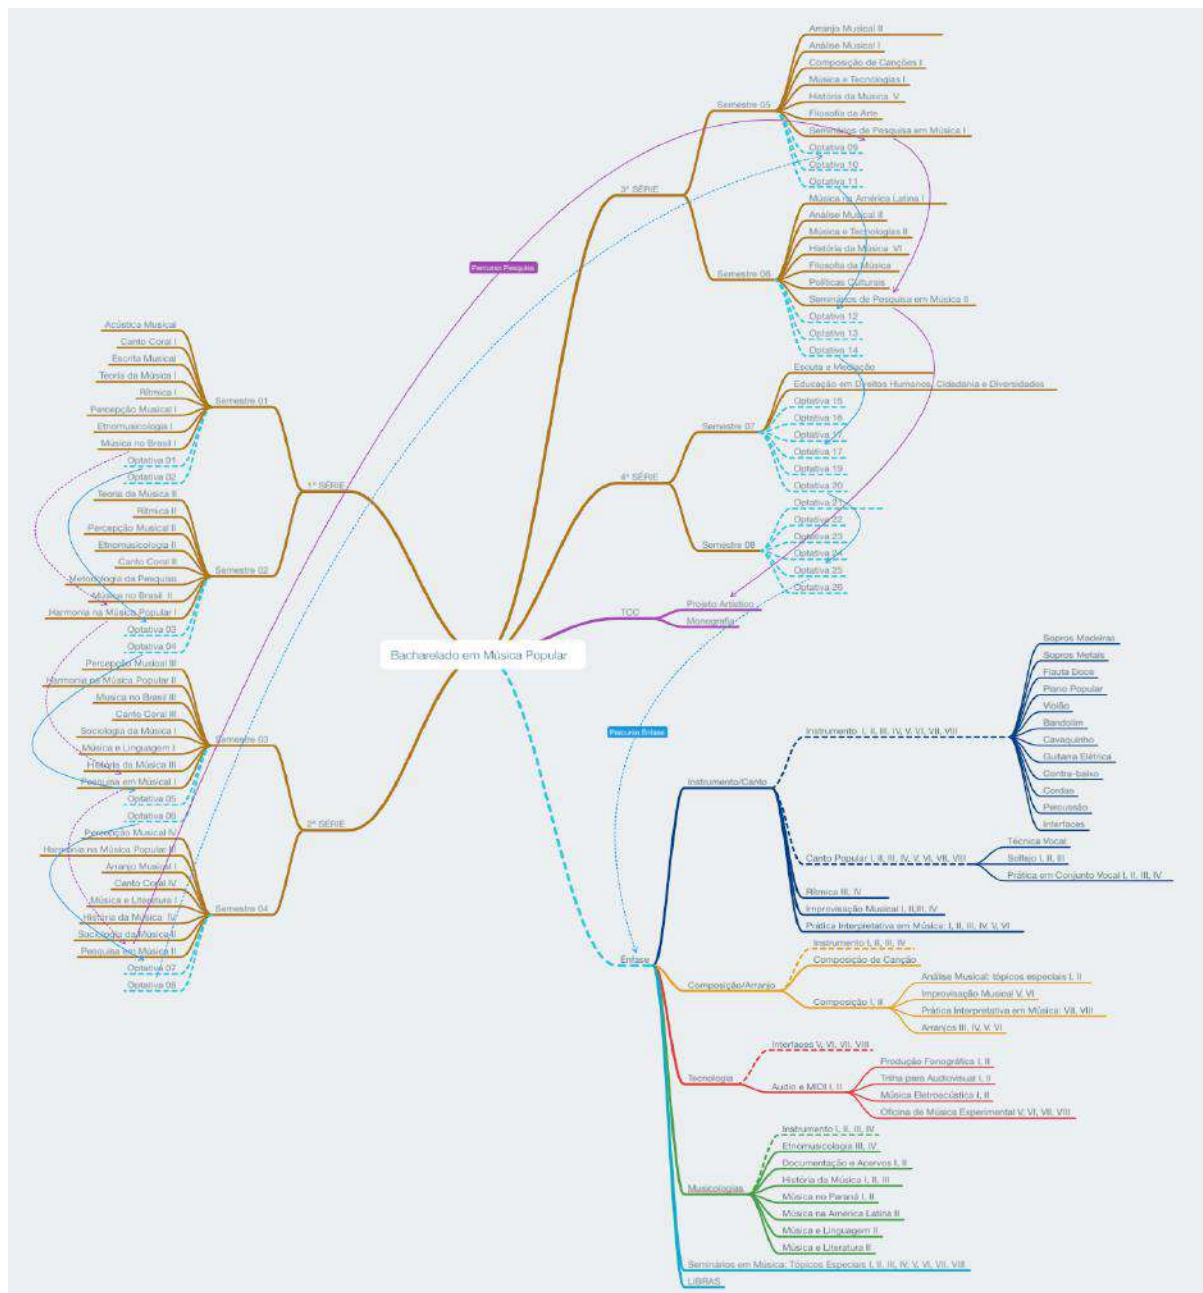 Bacharelado em Música Popular
1ª SÉRIE
Semestre 01
Acústica Musical
Canto Coral I
Escrita Musical
Teoria da Música I
Rítmica I
Percepção Musical I
Etnomusicologia I
Música no Brasil I
Optativa 01
Optativa 02
Semestre 02
Teoria da Música II
Rítmica II
Percepção Musical II
Etnomusicologia II
Canto Coral II
Metodologia da Pesquisa
Música no Brasil II
Harmonia na Música Popular I
Optativa 03
Optativa 04
2ª SÉRIE
Semestre 03
Percepção Musical III
Harmonia na Música Popular II
Musica no Brasil III
Canto Coral III
Sociologia da Música I
Música e Linguagem I
História da Música III
Pesquisa em Músical I
Optativa 05
Optativa 06
Semestre 04
Percepção Musical IV
Harmonia na Música Popular III
Arranjo Musical I
Canto Coral IV
Música e Literatura I
História da Música IV
Sociologia da Música II
Pesquisa em Música II
Optativa 07
Optativa 08
3ª SÉRIE
Semestre 05
Arranjo Musical II
Análise Musical I
Composição de Canções I
Música e Tecnologias I
História da Música V
Filosofia da Arte
Seminários de Pesquisa em Música I
Optativa 09
Optativa 10
Optativa 11
Semestre 06
Música na América Latina I
Análise Musical II
Música e Tecnologias II
História da Música VI
Filosofia da Música
Políticas Culturais
Seminários de Pesquisa em Música II
Optativa 12
Optativa 13
Optativa 14
4ª SÉRIE
Semestre 07
Escuta e Mediação
Educação em Direitos Humanos, Cidadania e Diversidades
Optativa 15
Optativa 16
Optativa 17
Optativa 17
Optativa 19
Optativa 20
Semestre 08
Optativa 21
Optativa 22
Optativa 23
Optativa 24
Optativa 25
Optativa 26
TCC
Projeto Artístico
Monografia
Percurso Pesquisa
Percurso Ênfase
Ênfase
Instrumento/Canto
Instrumento I, II, III, IV, V, VI, VII, VIII
Sopros Madeiras
Sopros Metais
Flauta Doce
Piano Popular
Violão
Bandolim
Cavaquinho
Guitarra Elétrica
Contra-baixo
Cordas
Percussão
Interfaces
Canto Popular I, II, III, IV, V, VI, VII, VIII
Técnica Vocal
Solfejo I, II, III
Prática em Conjunto Vocal I, II, III, IV
Rítmica III, IV
Improvisação Musical I, II,III, IV
Prática Interpretativa em Música: I, II, III, IV, V, VI
Composição/Arranjo
Instrumento I, II, III, IV
Composição de Canção
Composição I, II
Análise Musical: tópicos especiais I, II
Improvisação Musical V, VI
Prática Interpretativa em Música: VII, VIII
Arranjos III, IV, V, VI
Tecnologia
Interfaces V, VI, VII, VIII
Audio e MIDI I, II
Produção Fonográfica I, II
Trilha para Audiovisual I, II
Música Eletroacústica I, II
Oficina de Música Experimental V, VI, VII, VIII
Musicologias
Instrumento I, II, III, IV
Etnomusicologia III, IV
Documentação e Acervos I, II
História da Música I, II, III
Música no Paraná I, II
Música na América Latina II
Música e Linguagem II
Música e Literatura II
Seminários em Música: Tópicos Especiais I, II, III, IV, V, VI, VII, VIII
LIBRAS